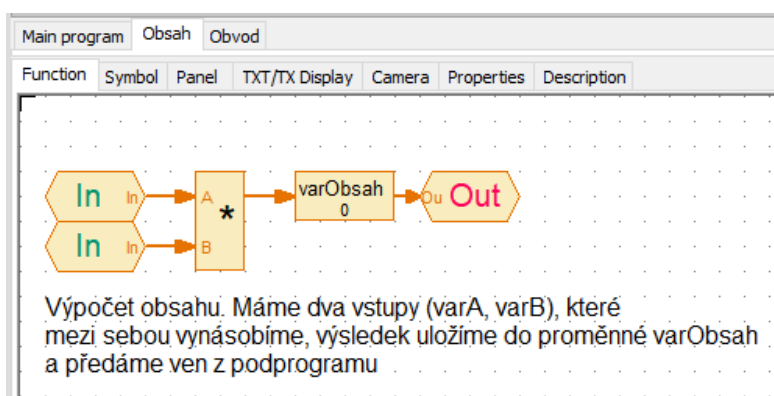 Main program Obsah Obvod
Function Symbol Panel TXT/TX Display Camera Properties Description
In In A * varObsah 0 Ou Out
In In B
Výpočet obsahu. Máme dva vstupy (varA, varB), které
mezi sebou vynásobíme, výsledek uložíme do proměnné varObsah
a předáme ven z podprogramu